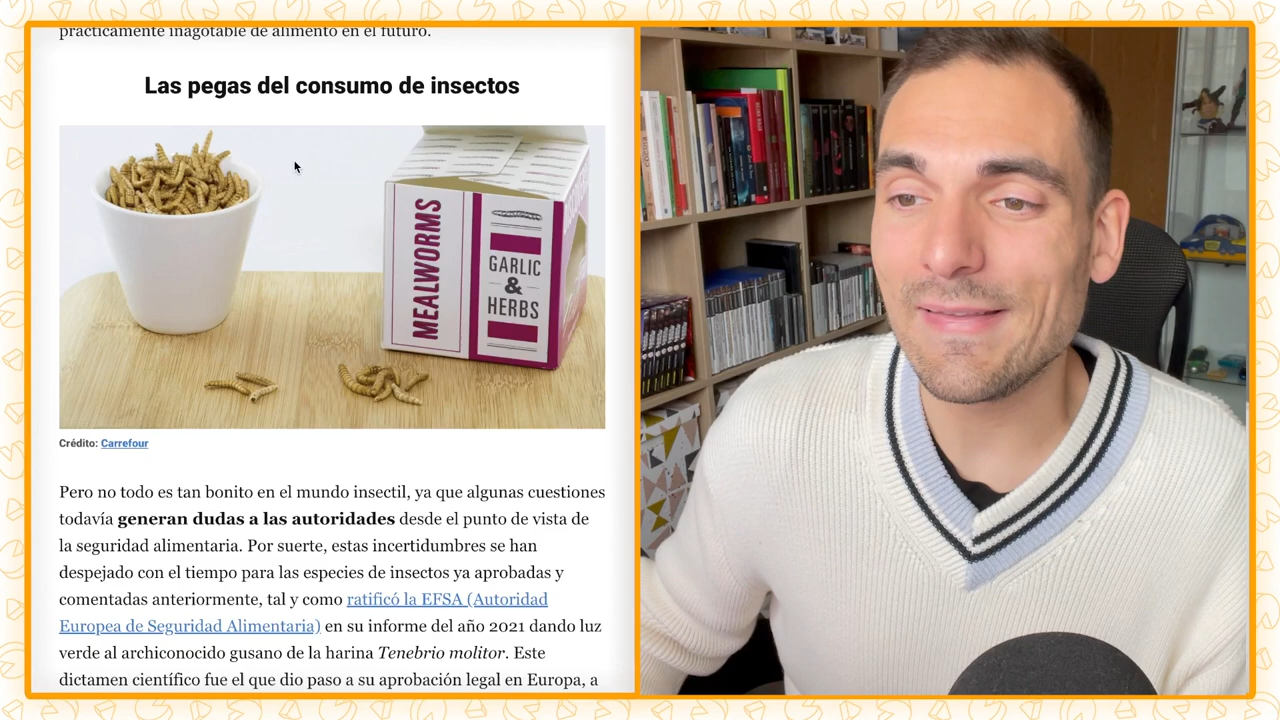 prácticamente inagotable de alimento en el futuro.
Las pegas del consumo de insectos
MEALWORMS
GARLIC
&
HERBS
Crédito: Carrefour
Pero no todo es tan bonito en el mundo insectil, ya que algunas cuestiones
todavía generan dudas a las autoridades desde el punto de vista de
la seguridad alimentaria. Por suerte, estas incertidumbres se han
despejado con el tiempo para las especies de insectos ya aprobadas y
comentadas anteriormente, tal y como ratificó la EFSA (Autoridad
Europea de Seguridad Alimentaria) en su informe del año 2021 dando luz
verde al archiconocido gusano de la harina Tenebrio molitor. Este
dictamen científico fue el que dio paso a su aprobación legal en Europa, a